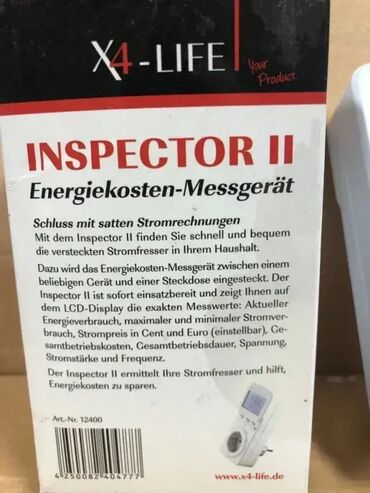 X4-LIFE
Your
Product
INSPECTOR II
Energiekosten-Messgerät
Schluss mit satten Stromrechnungen
Mit dem Inspector II finden Sie schnell und bequem
die versteckten Stromfresser in Ihrem Haushalt.
Dazu wird das Energiekosten-Messgerät zwischen einem
beliebigen Gerät und einer Steckdose eingesteckt. Der
Inspector II ist sofort einsatzbereit und zeigt Ihnen auf
dem LCD-Display die exakten Messwerte: Aktueller
Energieverbrauch, maximaler und minimaler Stromver-
brauch, Strompreis in Cent und Euro (einstellbar), Ge-
samtbetriebskosten, Gesamtbetriebsdauer, Spannung,
Stromstärke und Frequenz.
Der Inspector II ermittelt Ihre Stromfresser und hilft,
Energiekosten zu sparen.
Art.-Nr. 12400
4 250082 404777
www.x4-life.de